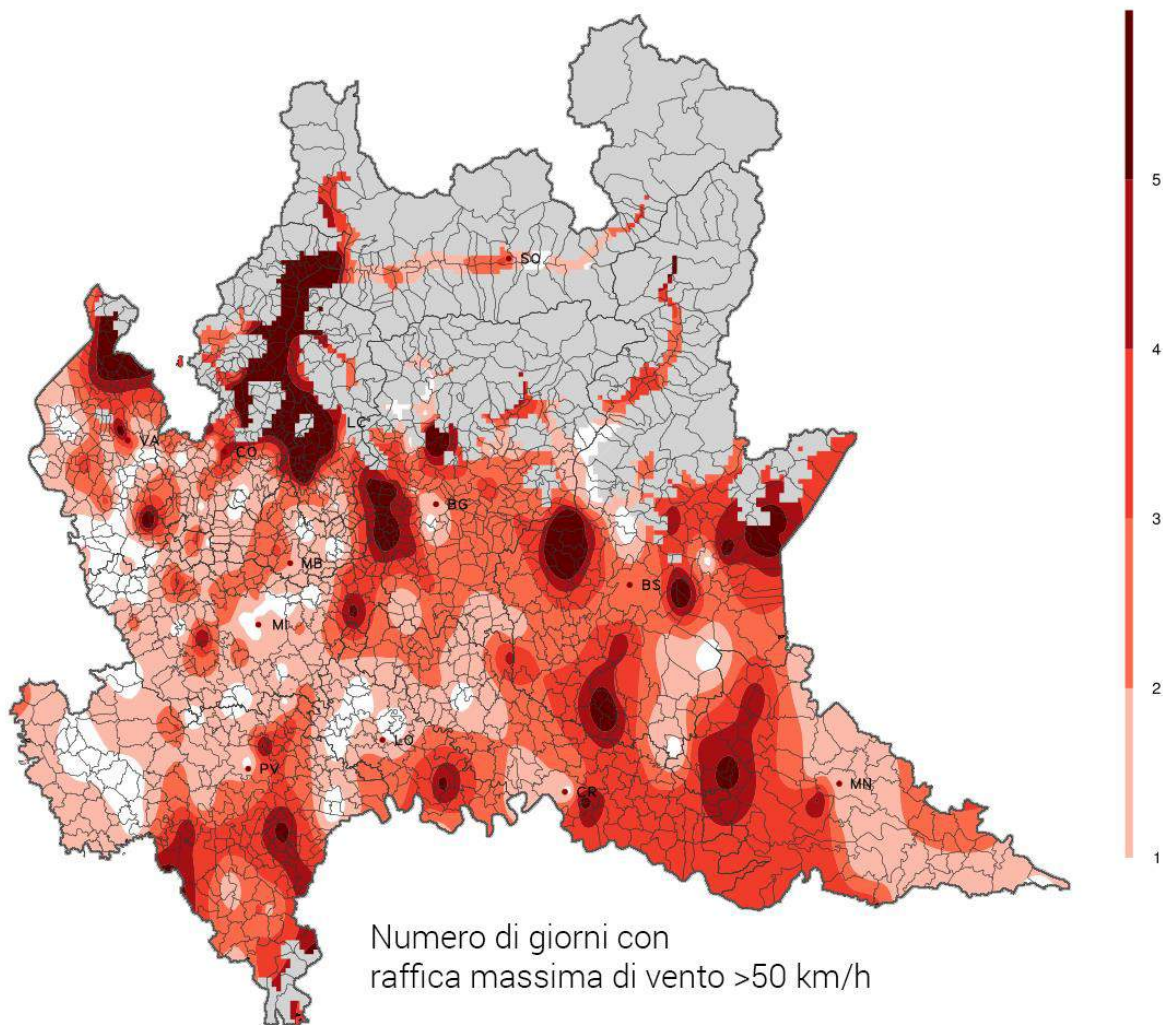 5
SO
4
VA
LC
CO
BG
3
MB
BS
MI
2
LO
PV
MN
CR
1
Numero di giorni con
raffica massima di vento >50 km/h